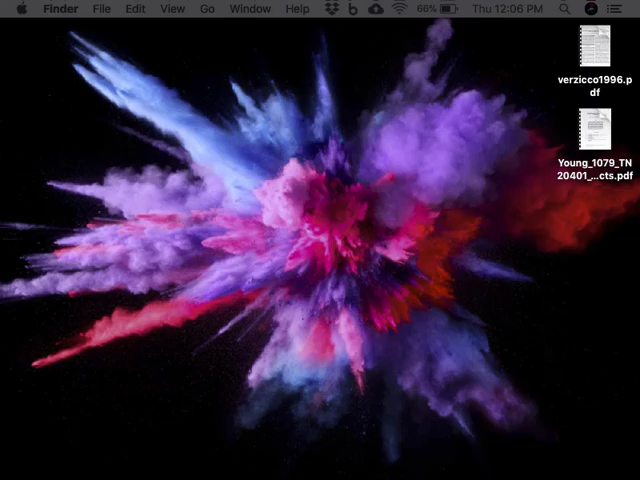 Finder File Edit View Go Window Help 66% Thu 12:06 PM
verzicco1996.p
df
Young_1079_TN
20401_...cts.pdf